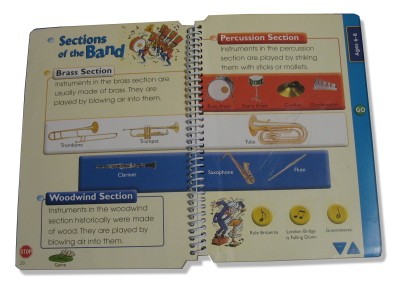 Sections
of the Band
Brass Section
Instruments in the brass section are
usually made of brass. They are
played by blowing air into them.
Trombone
Trumpet
Clarinet
Woodwind Section
Instruments in the woodwind
section historically were made
of wood. They are played by
blowing air into them.
Game
STOP
Percussion Section
Instruments in the percussion
section are played by striking
them with sticks or mallets.
Bass Drum
Snare Drum
Cymbal
Tuba
Saxophone
Flute
Rule Britannia
London Bridge
is Falling Down
Greensleeves
Ages 6-8
GO